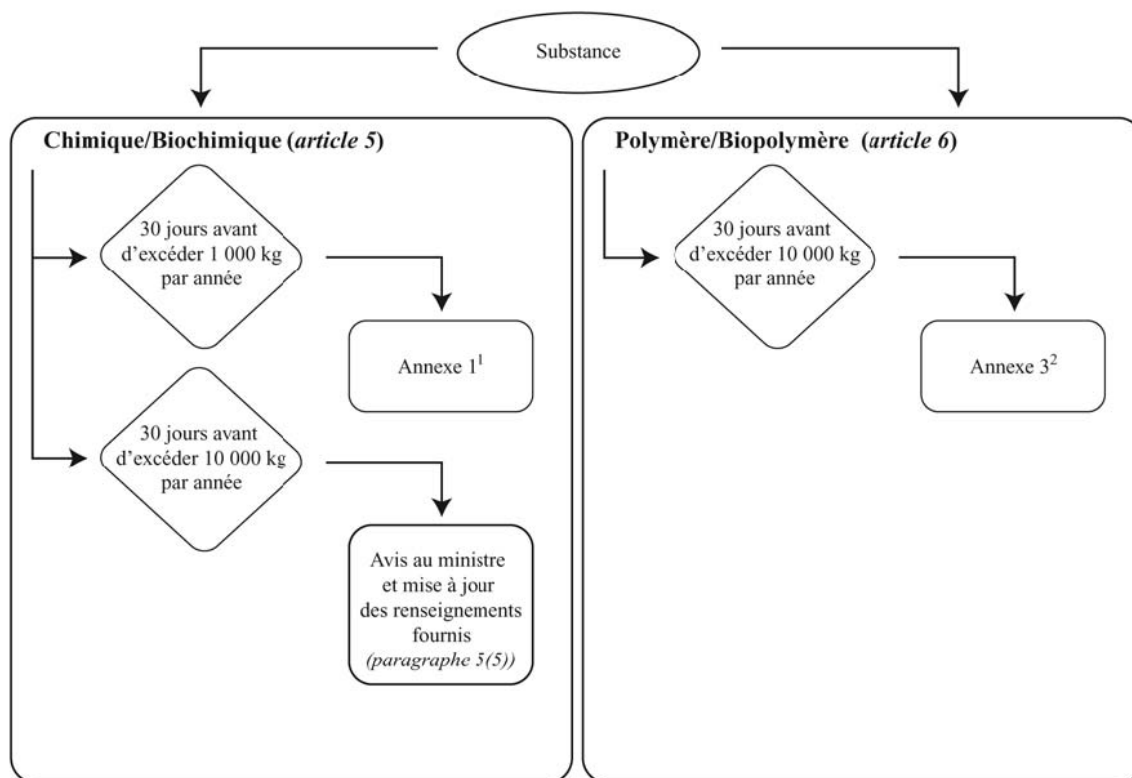 Substance
Chimique/Biochimique (article 5)
30 jours avant
d'excéder 1 000 kg
par année
Annexe 1¹
30 jours avant
d'excéder 10 000 kg
par année
Avis au ministre
et mise à jour
des renseignements
fournis
(paragraphe 5(5))
Polymère/Biopolymère (article 6)
30 jours avant
d'excéder 10 000 kg
par année
Annexe 3²